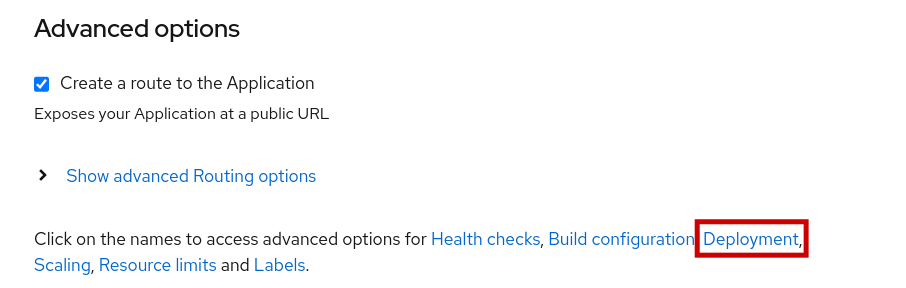 Advanced options
Create a route to the Application
Exposes your Application at a public URL
Show advanced Routing options
Click on the names to access advanced options for Health checks, Build configuration Deployment,
Scaling, Resource limits and Labels.